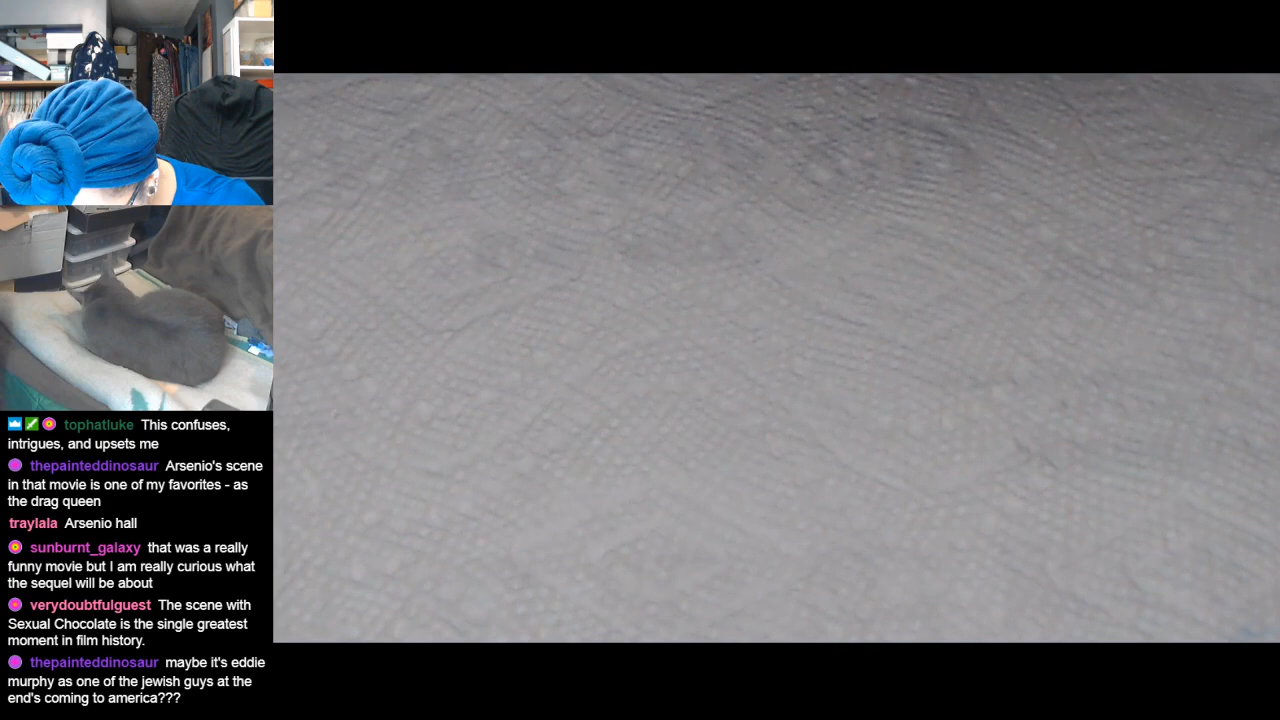 tophatluke This confuses,
intrigues, and upsets me
thepainteddinosaur Arsenio's scene
in that movie is one of my favorites - as
the drag queen
traylala Arsenio hall
sunburnt_galaxy that was a really
funny movie but I am really curious what
the sequel will be about
verydoubtfulguest The scene with
Sexual Chocolate is the single greatest
moment in film history.
thepainteddinosaur maybe it's eddie
murphy as one of the jewish guys at the
end's coming to america???